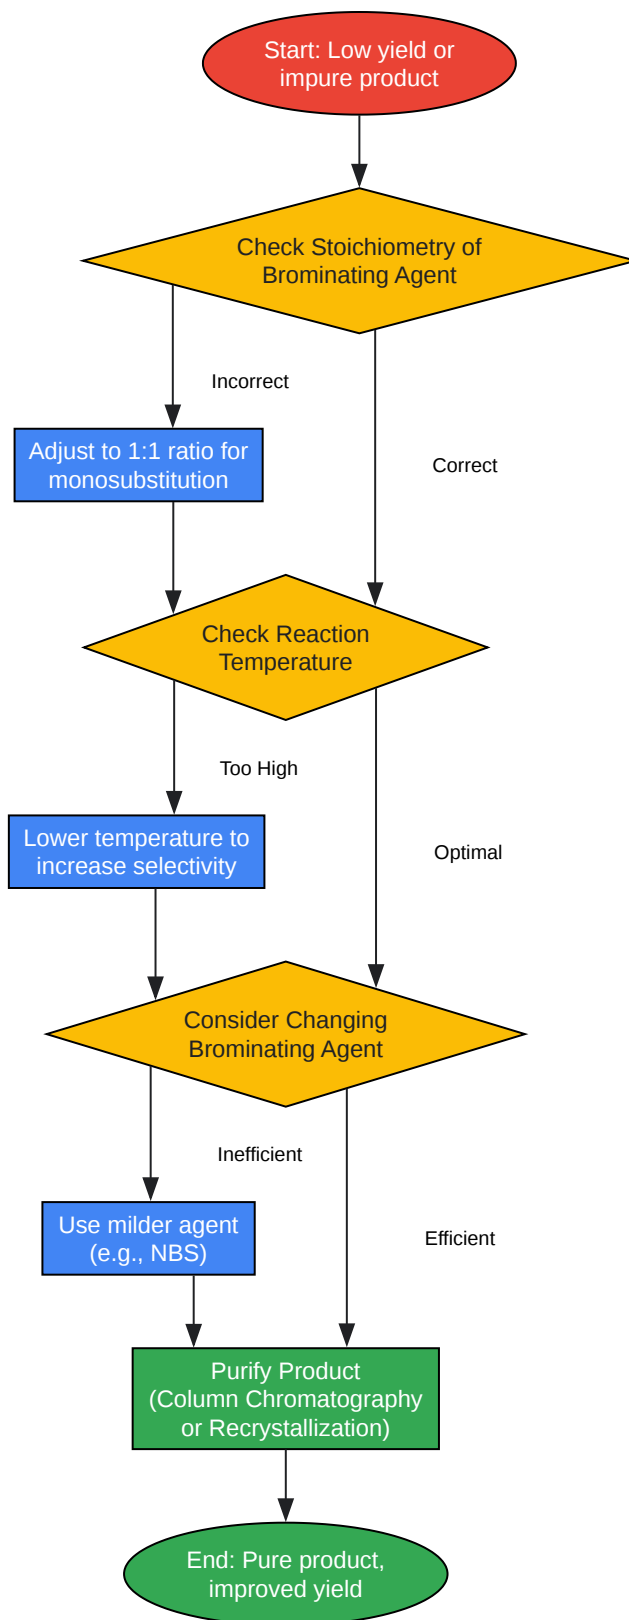 Start: Low yield or
impure product
Check Stoichiometry of
Brominating Agent
Incorrect
Adjust to 1:1 ratio for
monosubstitution
Correct
Check Reaction
Temperature
Too High
Lower temperature to
increase selectivity
Optimal
Consider Changing
Brominating Agent
Inefficient
Use milder agent
(e.g., NBS)
Efficient
Purify Product
(Column Chromatography
or Recrystallization)
End: Pure product,
improved yield